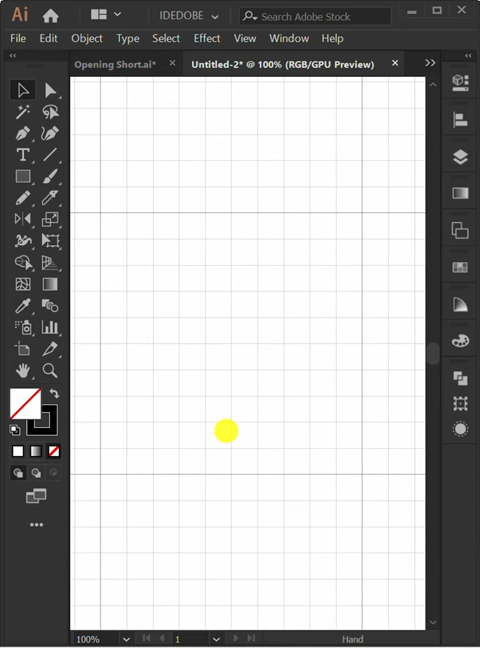 Ai IDEDOBE Search Adobe Stock
File Edit Object Type Select Effect View Window Help
Opening Short.ai* Untitled-2* @ 100% (RGB/GPU Preview)
100% 1 Hand